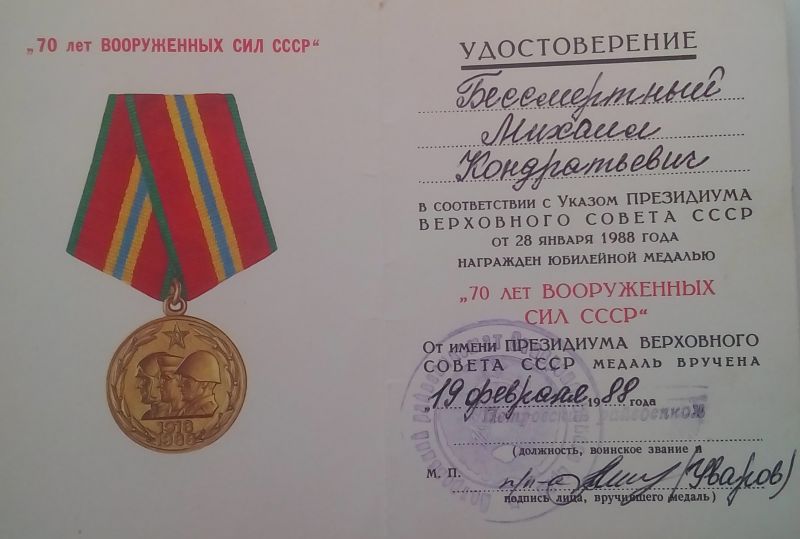 „70 лет ВООРУЖЕННЫХ СИЛ СССР“
1918
1988
УДОСТОВЕРЕНИЕ
Бессмертный
Михаил
Кондратьевич
В СООТВЕТСТВИИ С УКАЗОМ ПРЕЗИДИУМА
ВЕРХОВНОГО СОВЕТА СССР
ОТ 28 ЯНВАРЯ 1988 ГОДА
НАГРАЖДЕН ЮБИЛЕЙНОЙ МЕДАЛЬЮ
„70 ЛЕТ ВООРУЖЕННЫХ
СИЛ СССР“
От имени ПРЕЗИДИУМА ВЕРХОВНОГО
СОВЕТА СССР МЕДАЛЬ ВРУЧЕНА
„19 февраля 1988 года
райвоенком
(должность, воинское звание и
М. П. п/п-к (Уваров)
подпись лица, вручившего медаль)